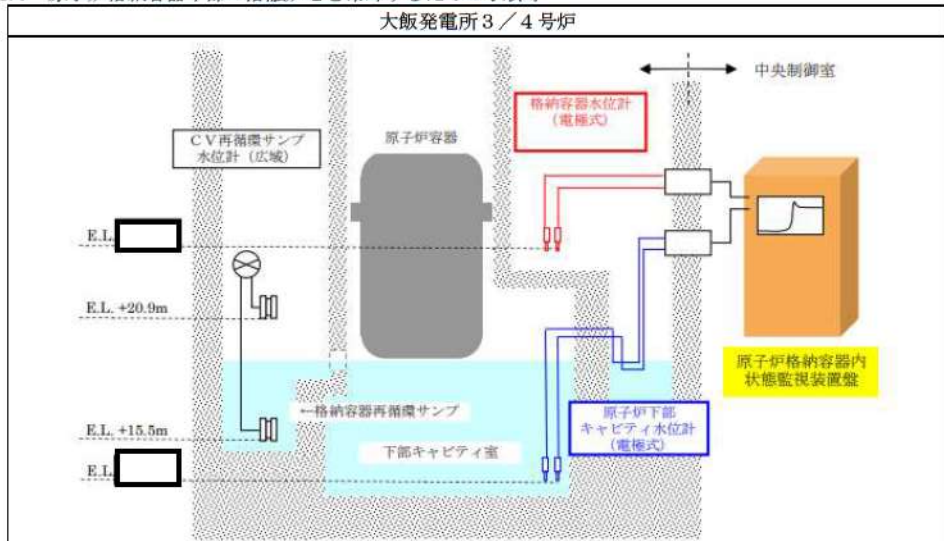 大飯発電所3/4号炉
中央制御室
格納容器水位計
(電極式)
CV再循環サンプ
水位計(広域)
原子炉容器
E.L.
E.L. +20.9m
原子炉格納容器内
状態監視装置盤
←格納容器再循環サンプ
原子炉下部
キャビティ水位計
(電極式)
E.L. +15.5m
下部キャビティ室
E.L.